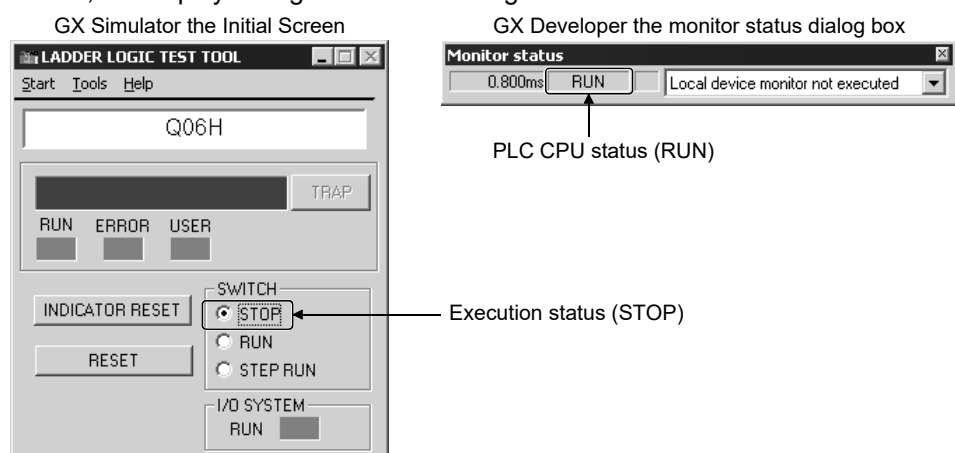 GX Simulator the Initial Screen
GX Developer the monitor status dialog box
LADDER LOGIC TEST TOOL
Start Tools Help
Q06H
TRAP
RUN ERROR USER
INDICATOR RESET
RESET
SWITCH
STOP
RUN
STEP RUN
I/O SYSTEM
RUN
Monitor status
0.800ms RUN Local device monitor not executed
PLC CPU status (RUN)
Execution status (STOP)